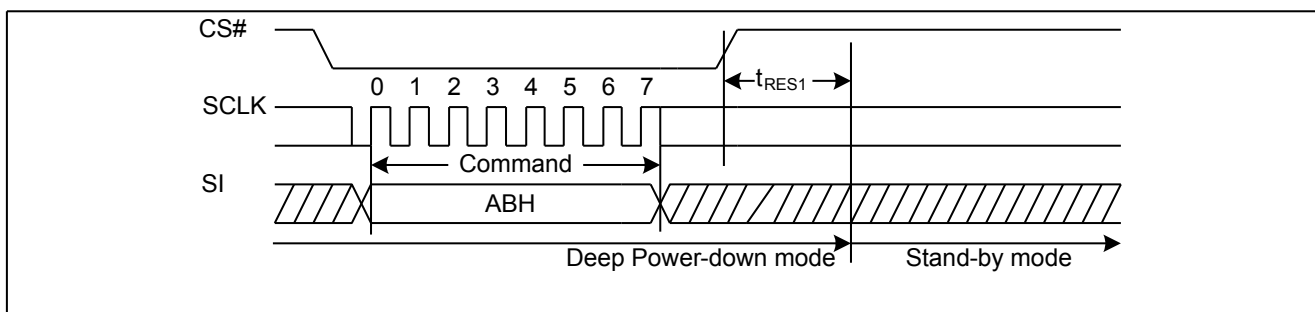 CS#
tRES1
0 1 2 3 4 5 6 7
SCLK
Command
SI
ABH
Deep Power-down mode Stand-by mode